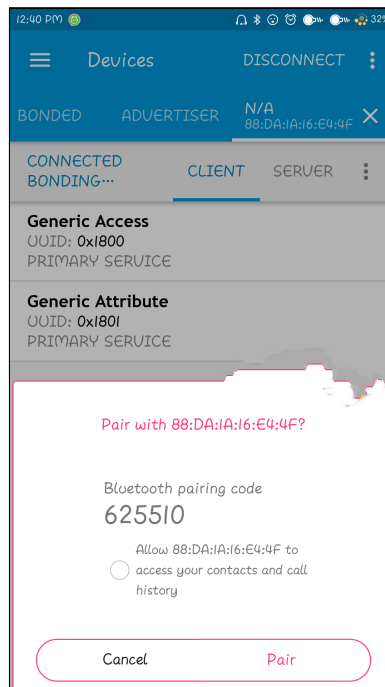 12:40 PM 32%
Devices DISCONNECT
BONDED ADVERTISER N/A
88:DA:1A:16:E4:4F
CONNECTED
BONDING... CLIENT SERVER
Generic Access
UUID: 0x1800
PRIMARY SERVICE
Generic Attribute
UUID: 0x1801
PRIMARY SERVICE
Pair with 88:DA:1A:16:E4:4F?
Bluetooth pairing code
625510
Allow 88:DA:1A:16:E4:4F to
access your contacts and call
history
Cancel Pair